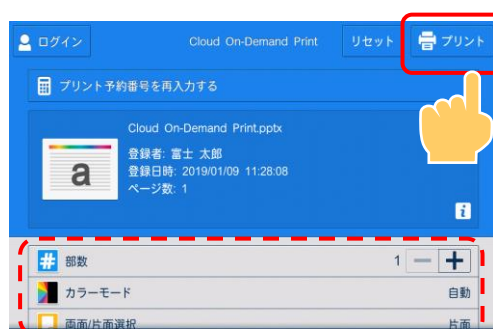 ログイン
Cloud On-Demand Print
リセット
プリント
プリント予約番号を再入力する
Cloud On-Demand Print.pptx
a
登録者: 富士 太郎
登録日時: 2019/01/09 11:28:08
ページ数: 1
i
# 部数
1 − +
カラーモード
自動
両面/片面選択
片面